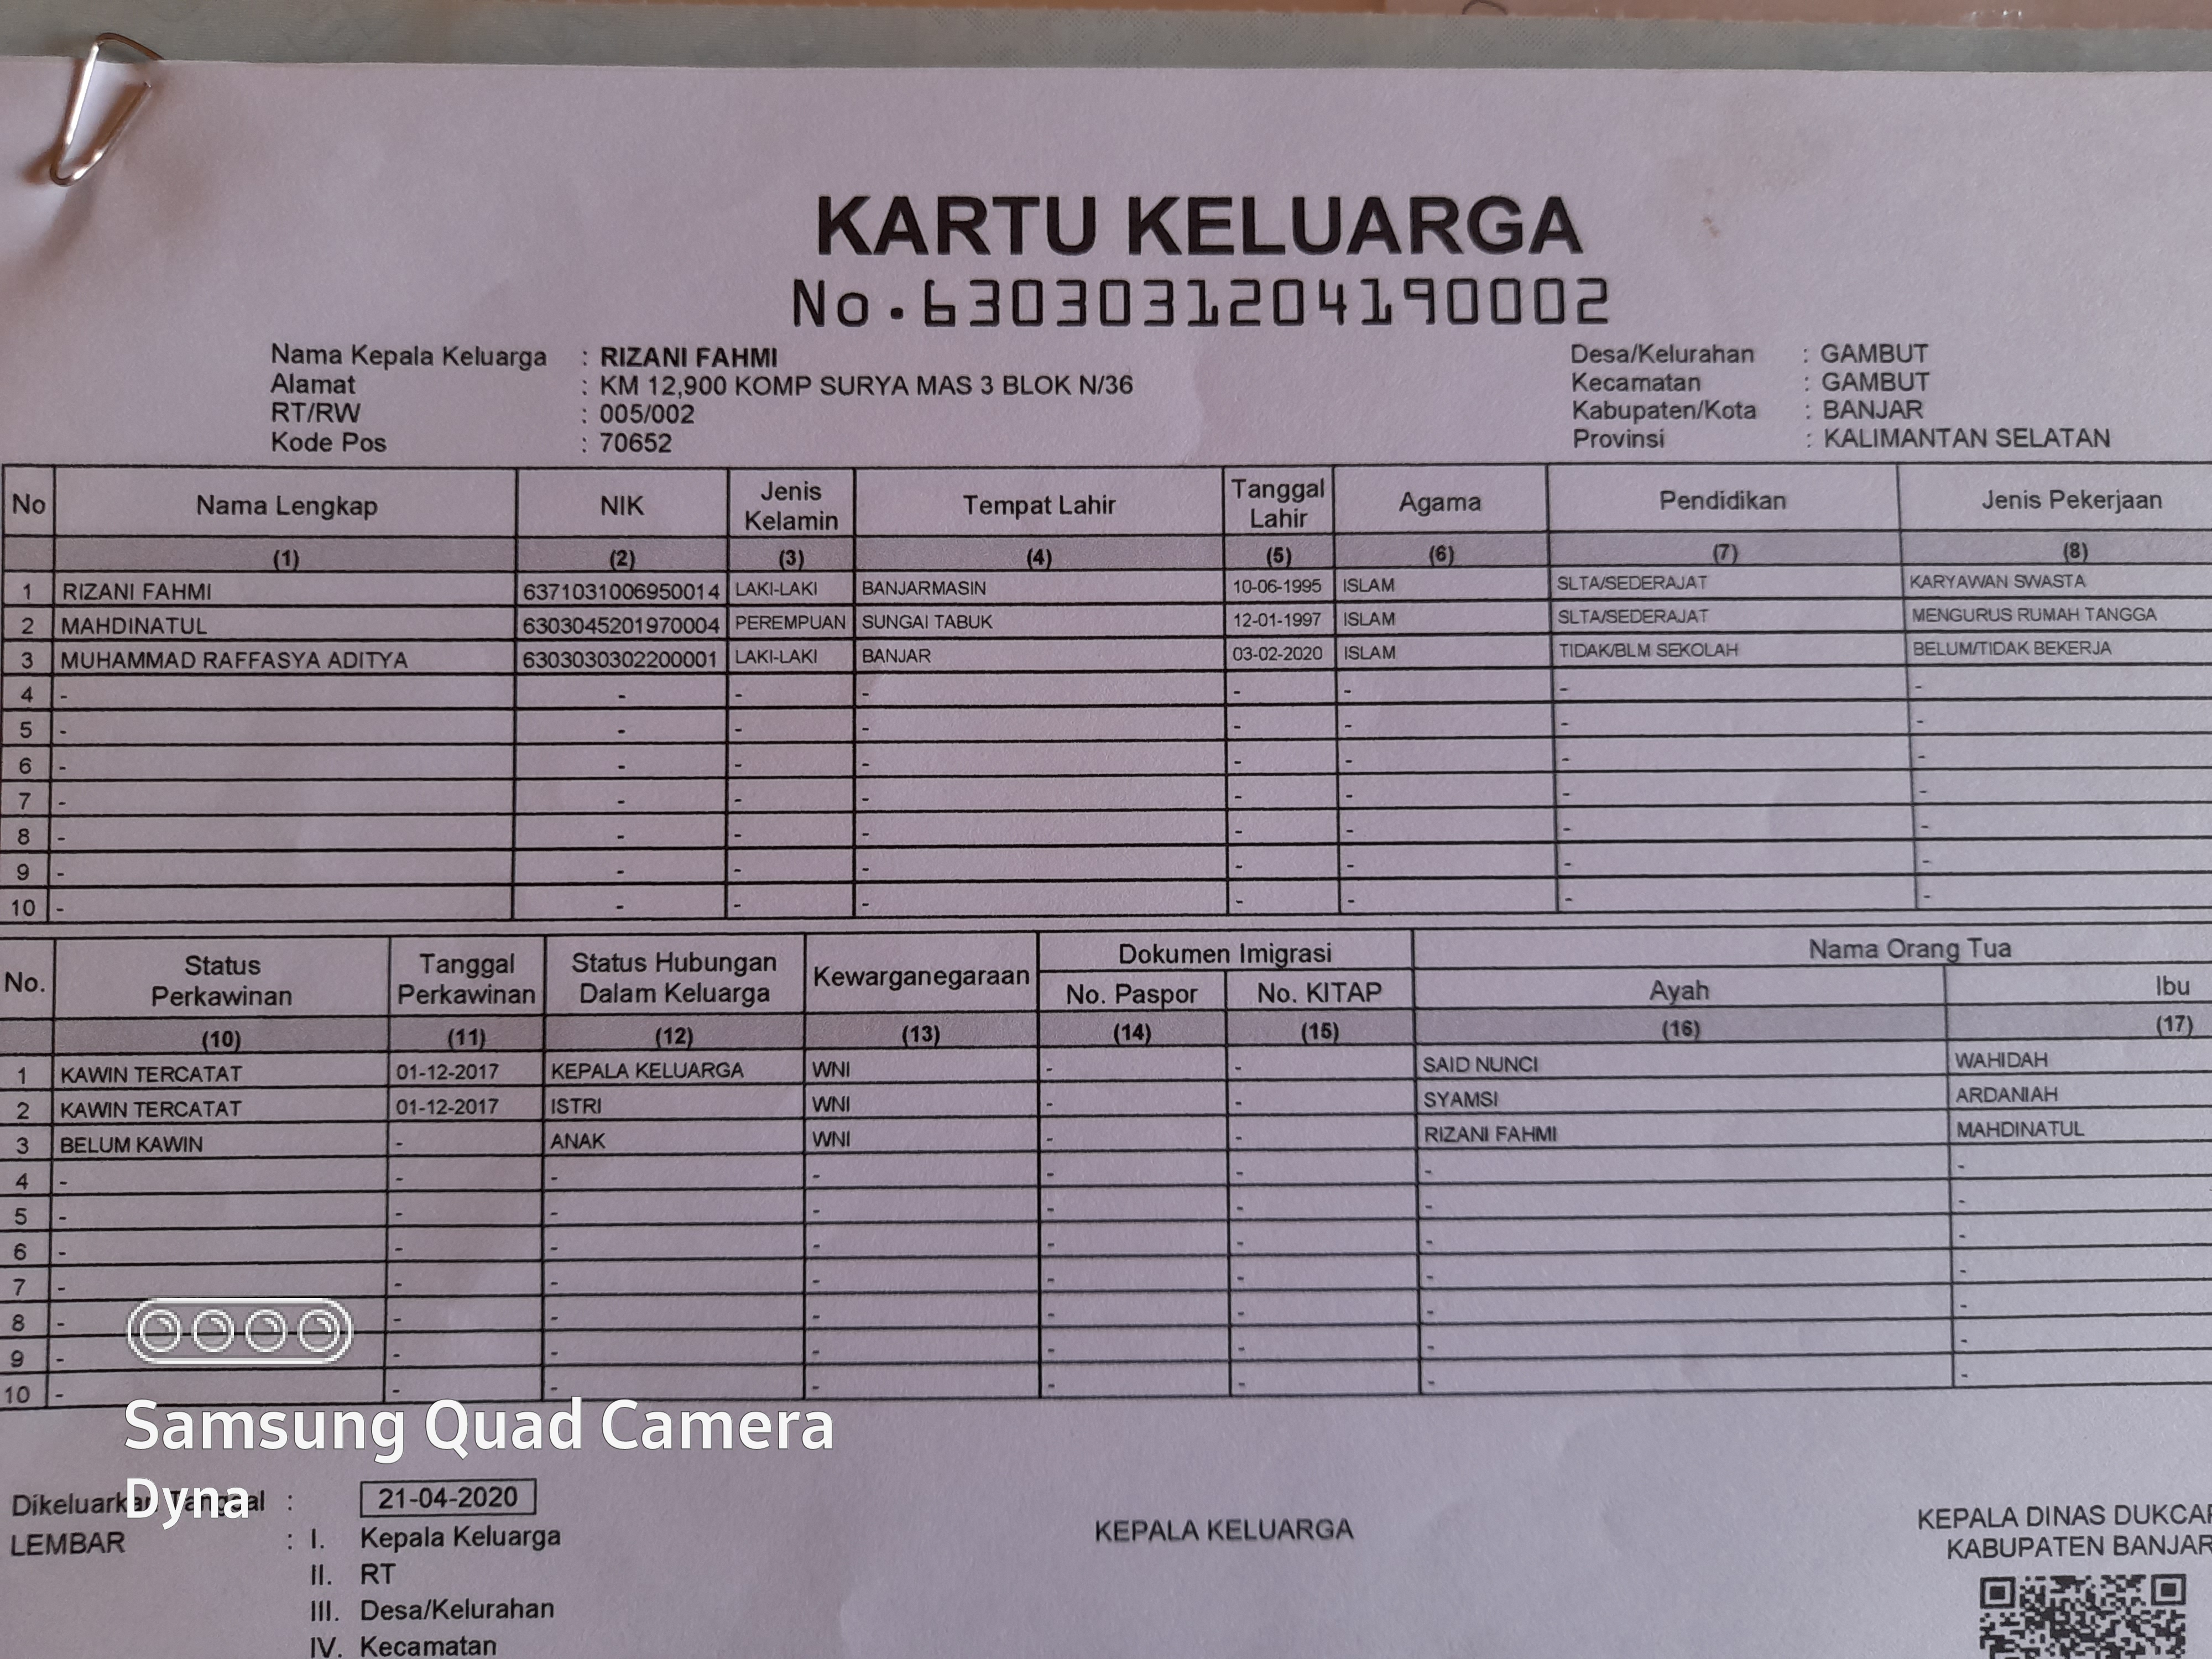 KARTU KELUARGA
No.6303031204190002
Nama Kepala Keluarga : RIZANI FAHMI
Alamat : KM 12,900 KOMP SURYA MAS 3 BLOK N/36
RT/RW : 005/002
Kode Pos : 70652
Desa/Kelurahan : GAMBUT
Kecamatan : GAMBUT
Kabupaten/Kota : BANJAR
Provinsi : KALIMANTAN SELATAN
No Nama Lengkap NIK Jenis Kelamin Tempat Lahir Tanggal Lahir Agama Pendidikan Jenis Pekerjaan
(1) (2) (3) (4) (5) (6) (7) (8)
1 RIZANI FAHMI 6371031006950014 LAKI-LAKI BANJARMASIN 10-06-1995 ISLAM SLTA/SEDERAJAT KARYAWAN SWASTA
2 MAHDINATUL 6303045201970004 PEREMPUAN SUNGAI TABUK 12-01-1997 ISLAM SLTA/SEDERAJAT MENGURUS RUMAH TANGGA
3 MUHAMMAD RAFFASYA ADITYA 6303030302200001 LAKI-LAKI BANJAR 03-02-2020 ISLAM TIDAK/BLM SEKOLAH BELUM/TIDAK BEKERJA
4 - - - - - - - -
5 - - - - - - - -
6 - - - - - - - -
7 - - - - - - - -
8 - - - - - - - -
9 - - - - - - - -
10 - - - - - - - -
No. Status Perkawinan Tanggal Perkawinan Status Hubungan Dalam Keluarga Kewarganegaraan Dokumen Imigrasi Nama Orang Tua
No. Paspor No. KITAP Ayah Ibu
(10) (11) (12) (13) (14) (15) (16) (17)
1 KAWIN TERCATAT 01-12-2017 KEPALA KELUARGA WNI - - SAID NUNCI WAHIDAH
2 KAWIN TERCATAT 01-12-2017 ISTRI WNI - - SYAMSI ARDANIAH
3 BELUM KAWIN - ANAK WNI - - RIZANI FAHMI MAHDINATUL
4 - - - - - - - -
5 - - - - - - - -
6 - - - - - - - -
7 - - - - - - - -
8 - - - - - - - -
9 - - - - - - - -
10 - - - - - - - -
Samsung Quad Camera
Dyna
Dikeluarkan Tanggal : 21-04-2020
LEMBAR : I. Kepala Keluarga
II. RT
III. Desa/Kelurahan
IV. Kecamatan
KEPALA KELUARGA
KEPALA DINAS DUKCA
KABUPATEN BANJAR